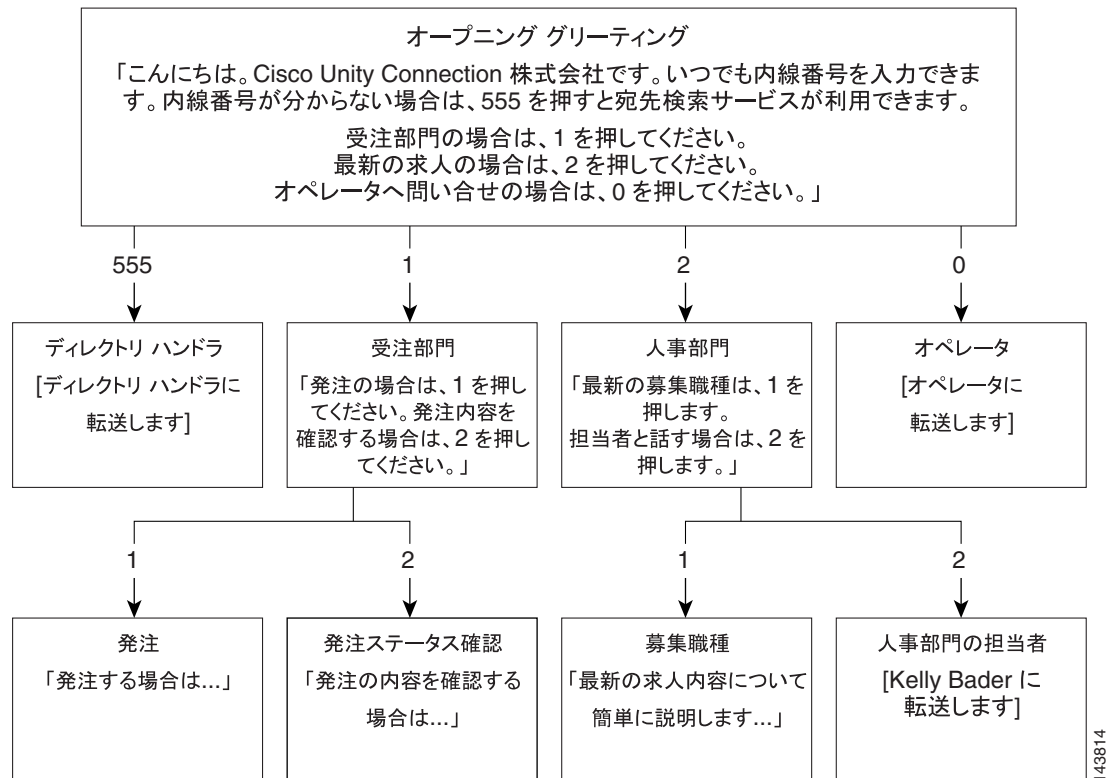 オープニング グリーティング
「こんにちは。Cisco Unity Connection 株式会社です。いつでも内線番号を入力できま
す。内線番号が分からない場合は、555 を押すと宛先検索サービスが利用できます。
受注部門の場合は、1 を押してください。
最新の求人の場合は、2 を押してください。
オペレータへ問い合せの場合は、0 を押してください。」
555
1
2
0
ディレクトリ ハンドラ
[ディレクトリ ハンドラに
転送します]
受注部門
「発注の場合は、1 を押し
てください。発注内容を
確認する場合は、2 を押し
てください。」
人事部門
「最新の募集職種は、1 を
押します。
担当者と話す場合は、2 を
押します。」
オペレータ
[オペレータに
転送します]
1
2
1
2
発注
「発注する場合は...」
発注ステータス確認
「発注の内容を確認する
場合は...」
募集職種
「最新の求人内容について
簡単に説明します...」
人事部門の担当者
[Kelly Bader に
転送します]
143814